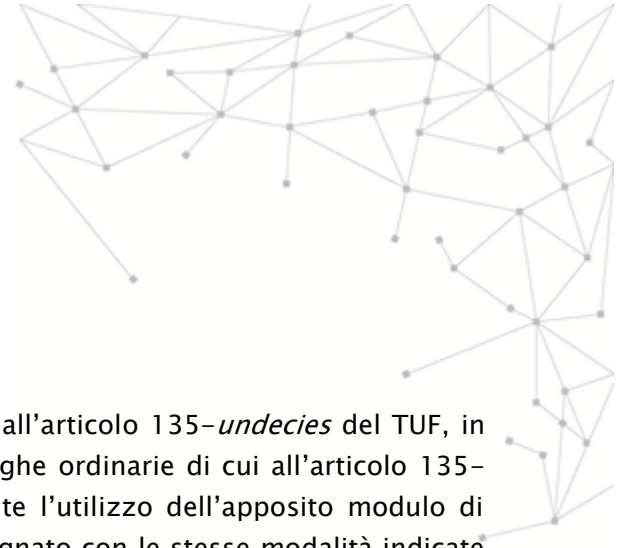 all'articolo 135-undecies del TUF, in
ghe ordinarie di cui all'articolo 135-
te l'utilizzo dell'apposito modulo di
gnato con le stesse modalità indicate